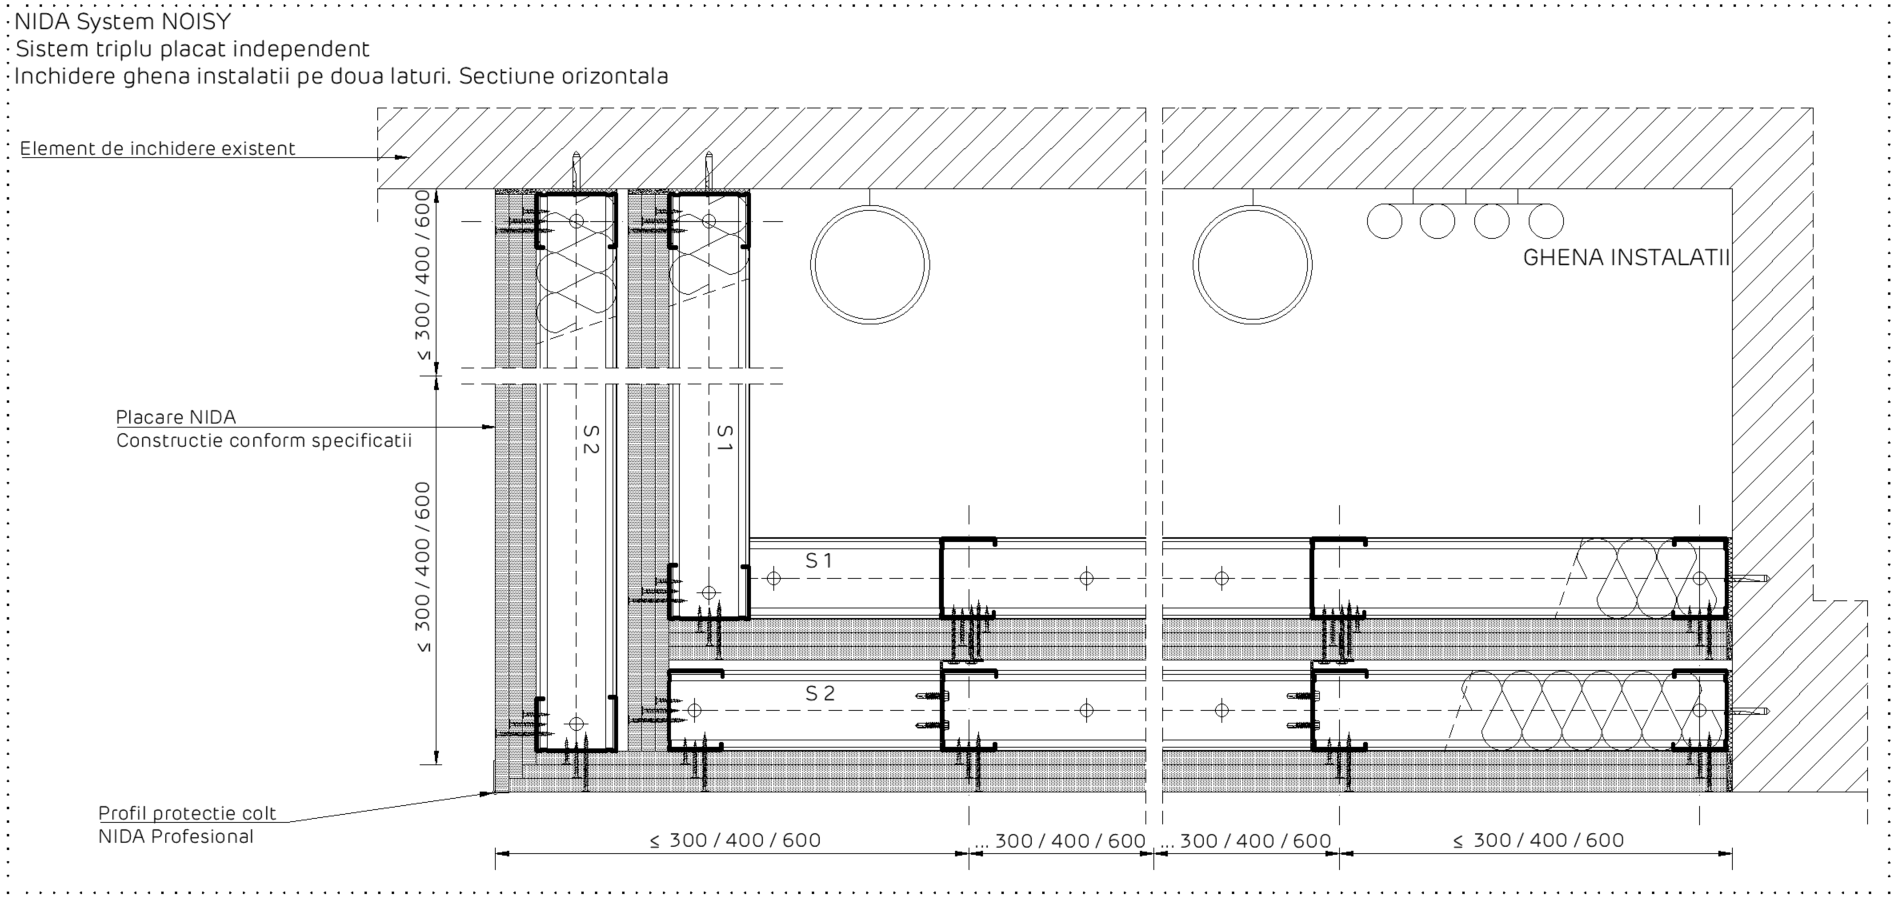 NIDA System NOISY
Sistem triplu placat independent
Inchidere ghena instalatii pe doua laturi. Sectiune orizontala
Element de inchidere existent
≤ 300 / 400 / 600
GHENA INSTALATII
Placare NIDA
Constructie conform specificatii
S 2
S 1
≤ 300 / 400 / 600
S 1
S 2
Profil protectie colt
NIDA Profesional
≤ 300 / 400 / 600
... 300 / 400 / 600
... 300 / 400 / 600
≤ 300 / 400 / 600